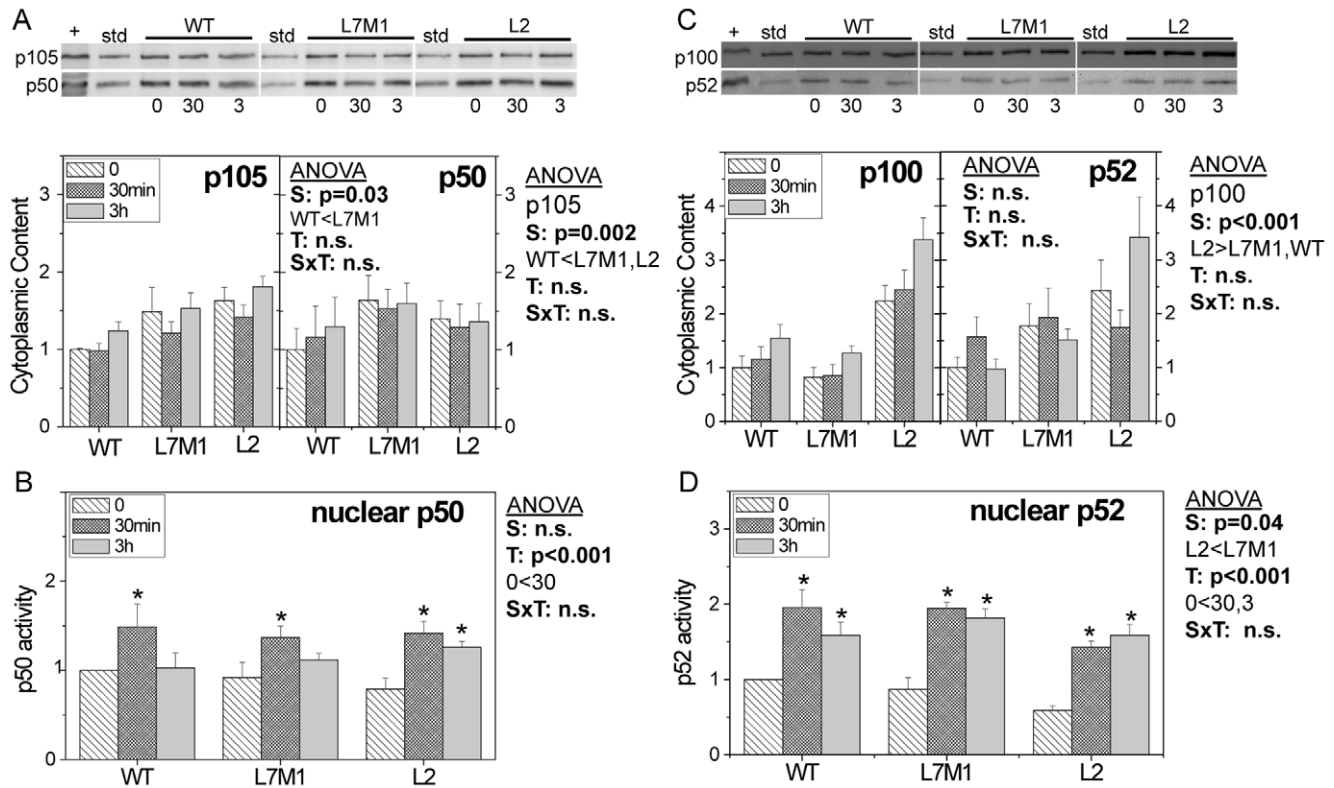 A
+ std WT std L7M1 std L2
p105
p50
0 30 3 0 30 3 0 30 3
0
30min
3h
p105
p50
ANOVA
S: p=0.03
WT<L7M1
T: n.s.
SxT: n.s.
ANOVA
p105
S: p=0.002
WT<L7M1,L2
T: n.s.
SxT: n.s.
Cytoplasmic Content
3
2
1
0
3
2
1
0
WT L7M1 L2 WT L7M1 L2
B
0
30min
3h
nuclear p50
ANOVA
S: n.s.
T: p<0.001
0<30
SxT: n.s.
p50 activity
3
2
1
0
* * * *
WT L7M1 L2
C
+ std WT std L7M1 std L2
p100
p52
0 30 3 0 30 3 0 30 3
0
30min
3h
p100
p52
ANOVA
S: n.s.
T: n.s.
SxT: n.s.
ANOVA
p100
S: p<0.001
L2>L7M1,WT
T: n.s.
SxT: n.s.
Cytoplasmic Content
4
3
2
1
0
4
3
2
1
0
WT L7M1 L2 WT L7M1 L2
D
0
30min
3h
nuclear p52
ANOVA
S: p=0.04
L2<L7M1
T: p<0.001
0<30,3
SxT: n.s.
p52 activity
3
2
1
0
* * * * * *
WT L7M1 L2